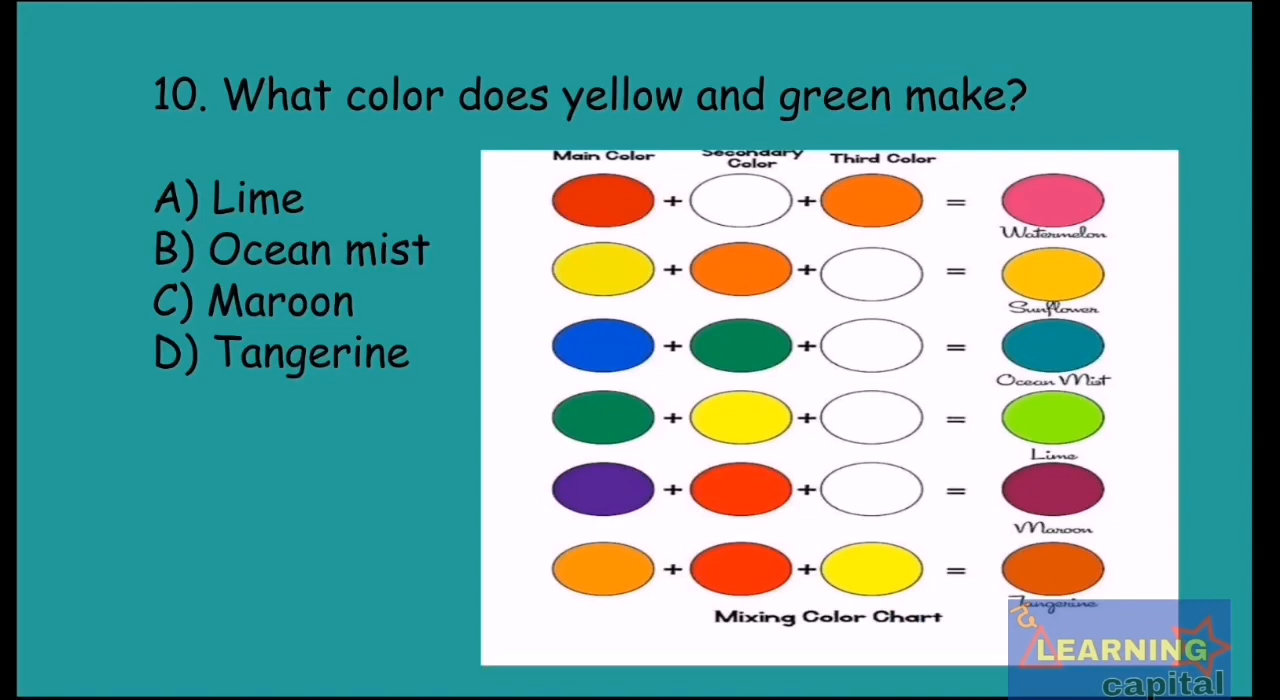 10. What color does yellow and green make?
A) Lime
B) Ocean mist
C) Maroon
D) Tangerine
Main Color
Secondary
Color
Third Color
+ + =
Watermelon
+ + =
Sunflower
+ + =
Ocean Mist
+ + =
Lime
+ + =
Maroon
+ + =
Tangerine
Mixing Color Chart
LEARNING
capital